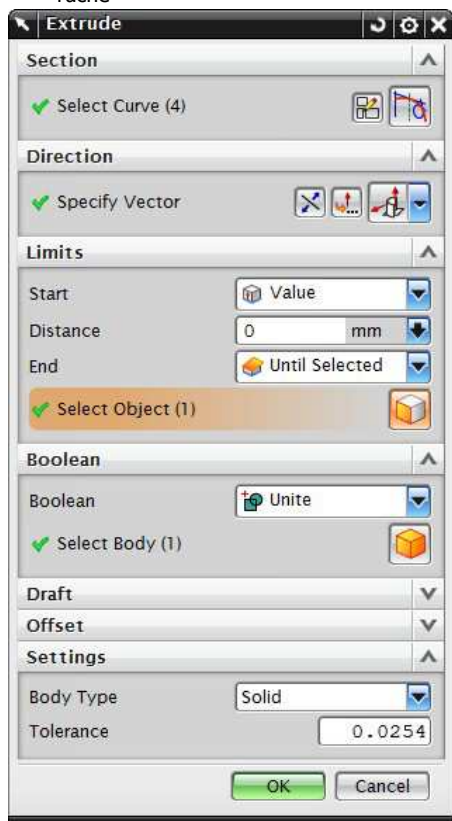 Extrude
Section
Select Curve (4)
Direction
Specify Vector
Limits
Start Value
Distance 0 mm
End Until Selected
Select Object (1)
Boolean
Boolean Unite
Select Body (1)
Draft
Offset
Settings
Body Type Solid
Tolerance 0.0254
OK Cancel